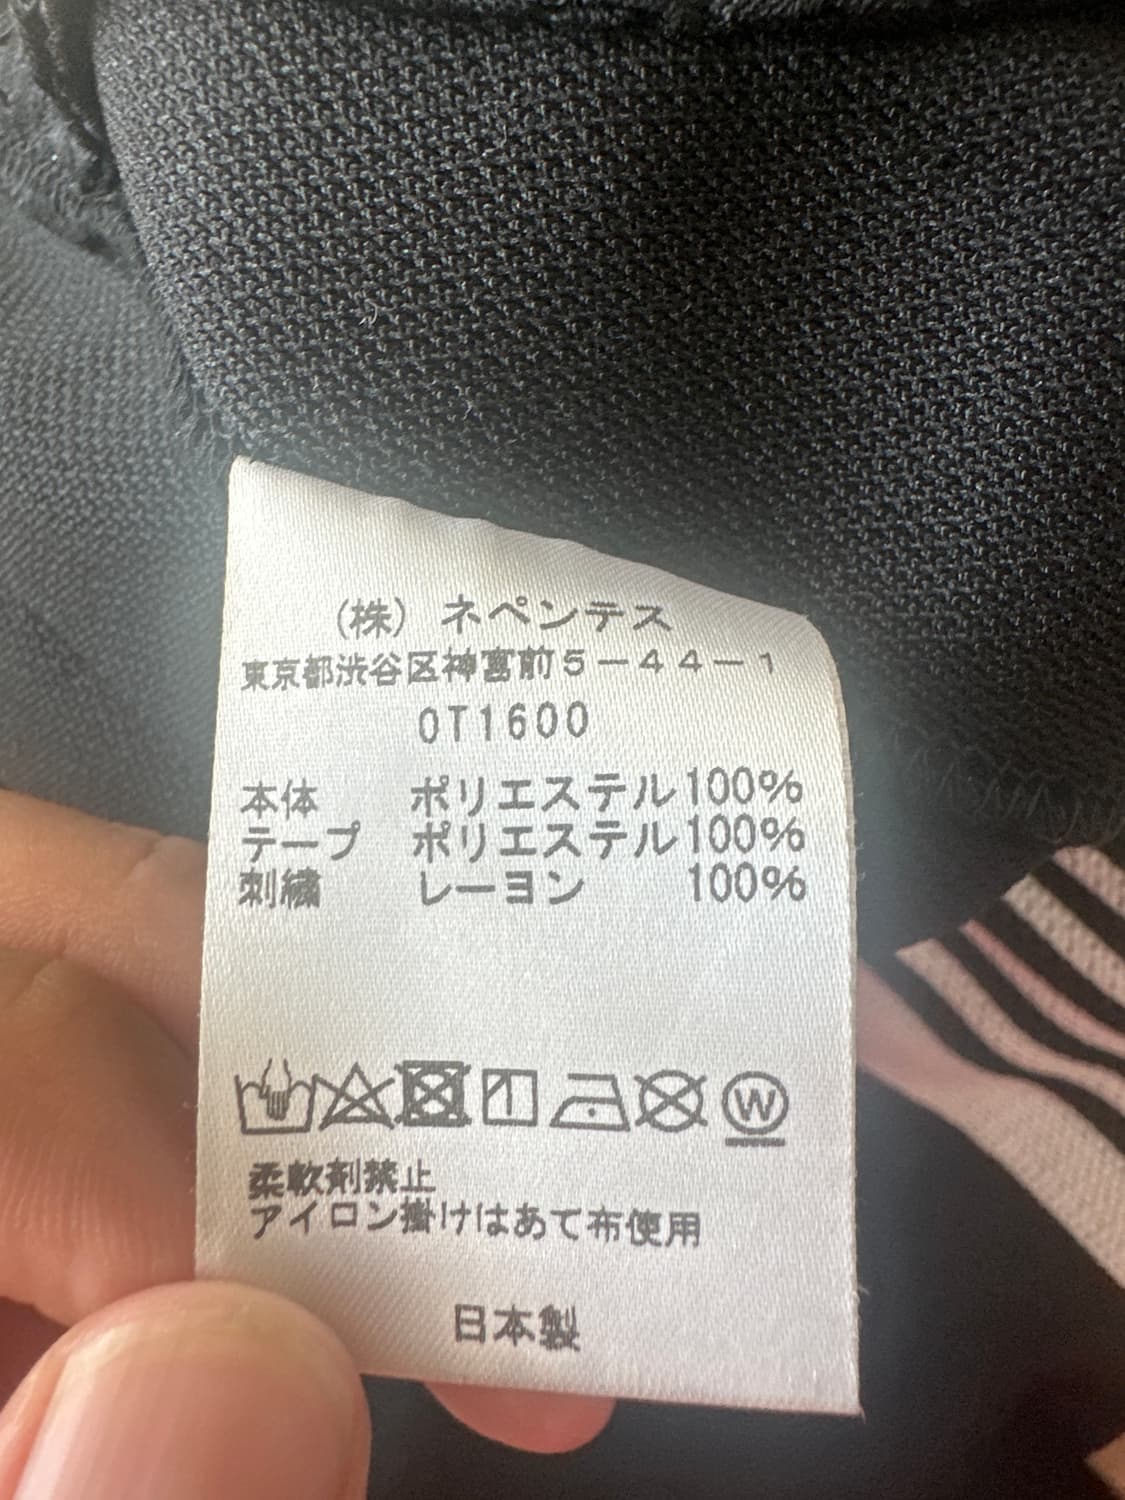 (株) ネペンテス
東京都渋谷区神宮前5-44-1
OT1600
本体 ポリエステル100%
テープ ポリエステル100%
刺繍 レーヨン 100%
W
柔軟剤禁止
アイロン掛けはあて布使用
日本製